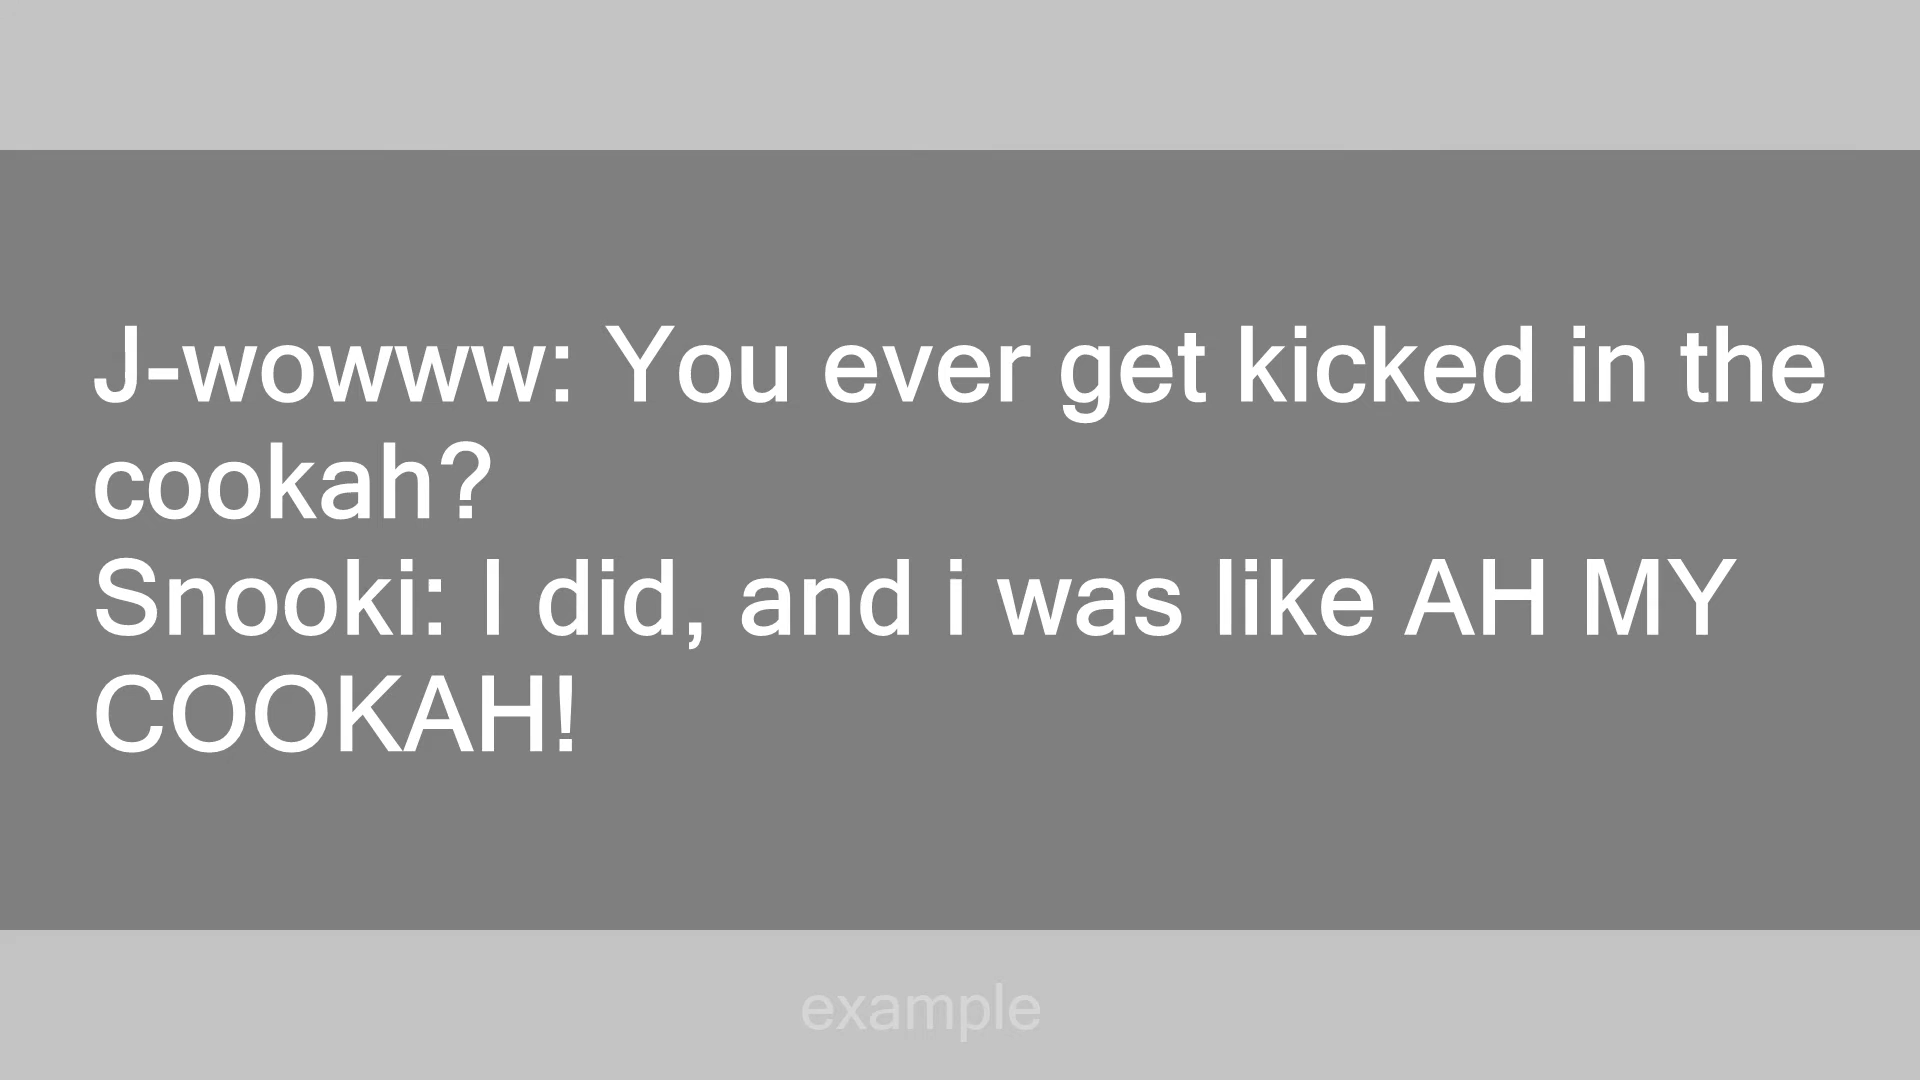 J-wowww: You ever get kicked in the
cookah?
Snooki: I did, and i was like AH MY
COOKAH!
example